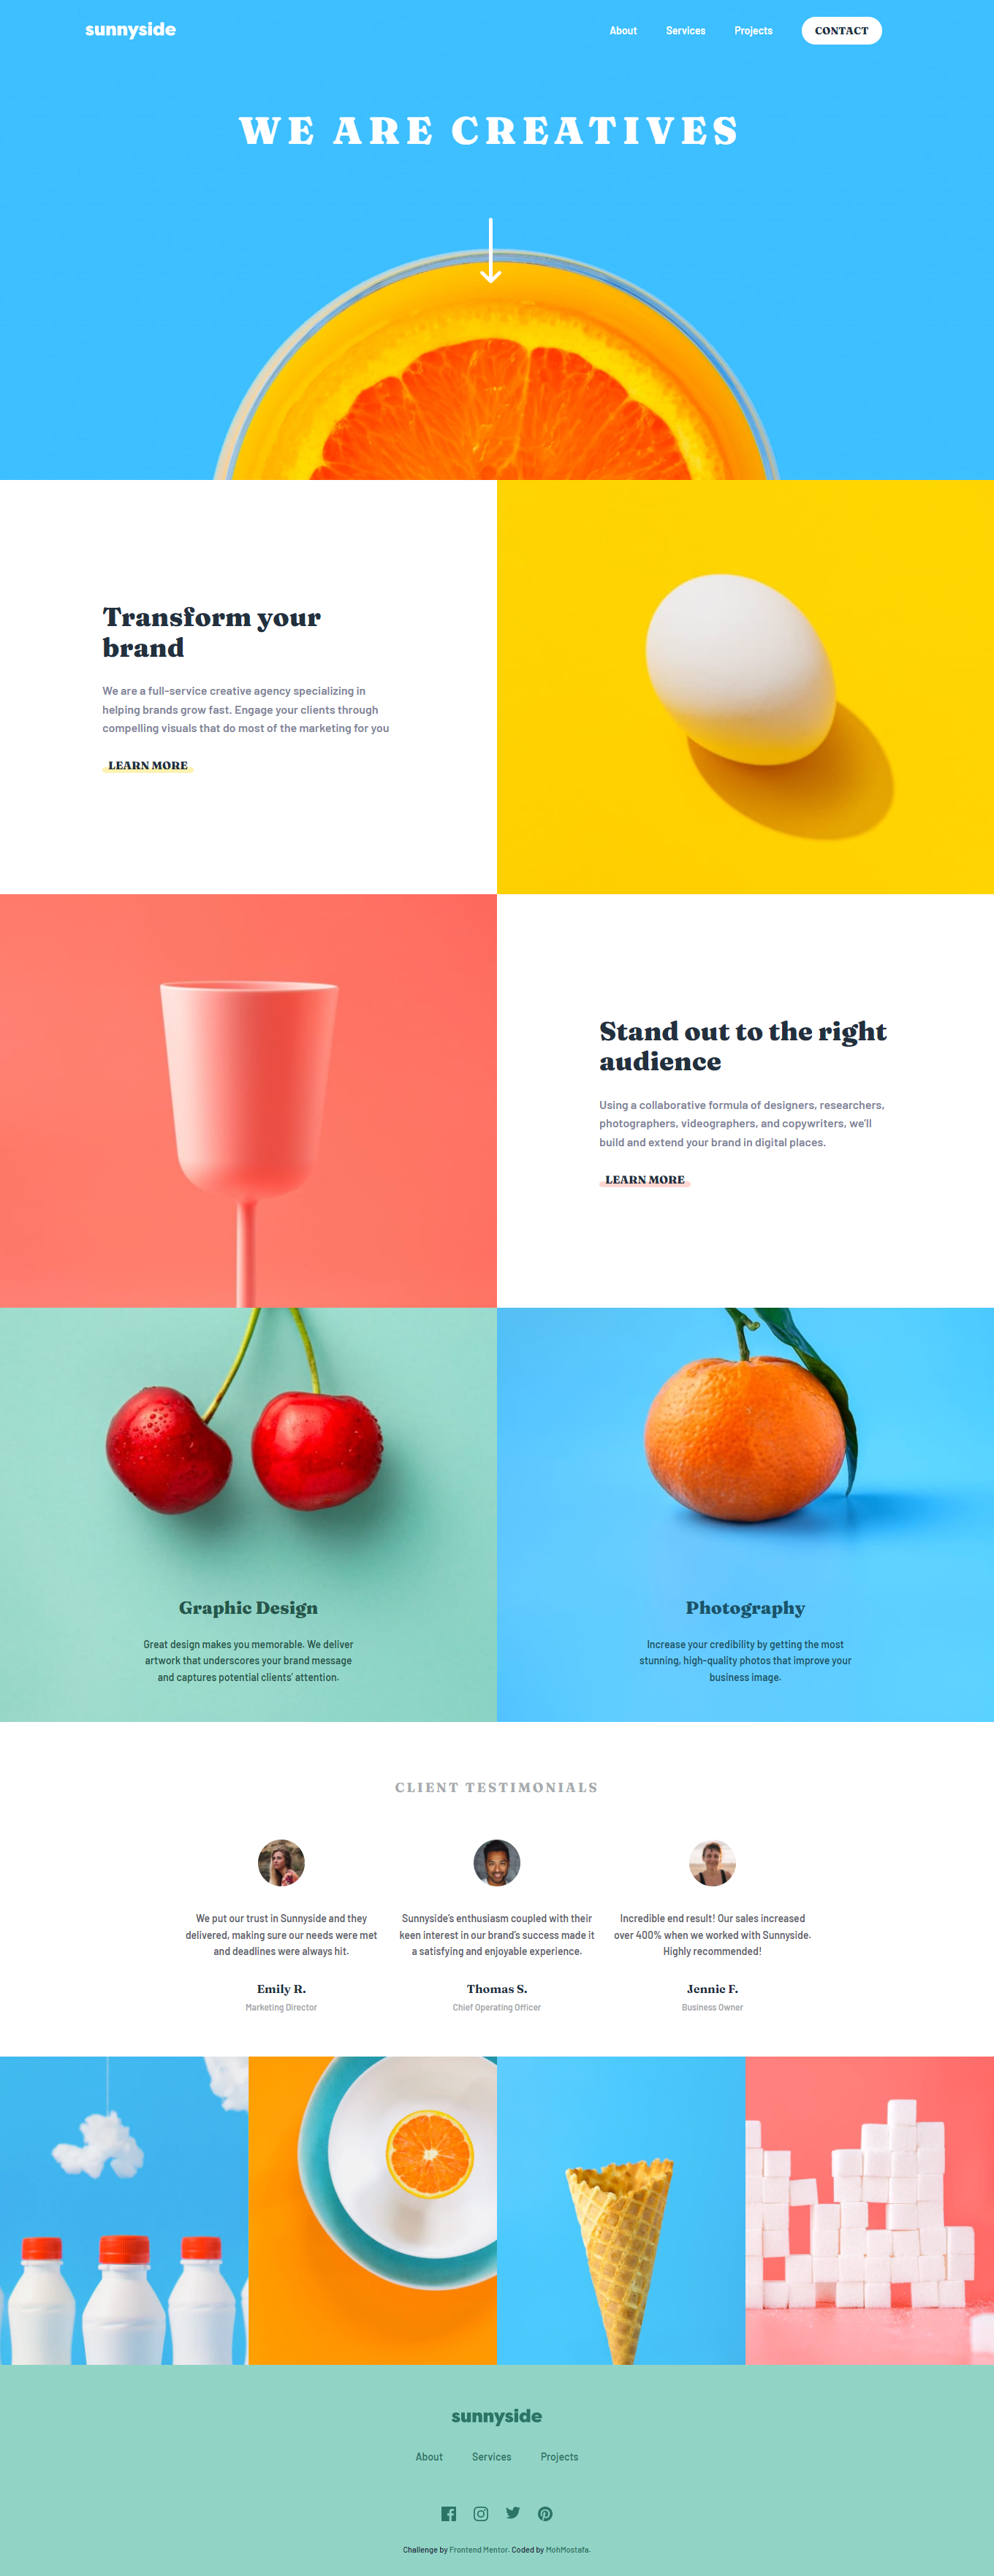 sunnyside
About Services Projects CONTACT
WE ARE CREATIVES
Transform your
brand
We are a full-service creative agency specializing in
helping brands grow fast. Engage your clients through
compelling visuals that do most of the marketing for you
LEARN MORE
Stand out to the right
audience
Using a collaborative formula of designers, researchers,
photographers, videographers, and copywriters, we'll
build and extend your brand in digital places.
LEARN MORE
Graphic Design
Great design makes you memorable. We deliver
artwork that underscores your brand message
and captures potential clients' attention.
Photography
Increase your credibility by getting the most
stunning, high-quality photos that improve your
business image.
CLIENT TESTIMONIALS
We put our trust in Sunnyside and they
delivered, making sure our needs were met
and deadlines were always hit.
Emily R.
Marketing Director
Sunnyside's enthusiasm coupled with their
keen interest in our brand's success made it
a satisfying and enjoyable experience.
Thomas S.
Chief Operating Officer
Incredible end result! Our sales increased
over 400% when we worked with Sunnyside.
Highly recommended!
Jennie F.
Business Owner
sunnyside
About Services Projects
Challenge by Frontend Mentor. Coded by MohMostafa.